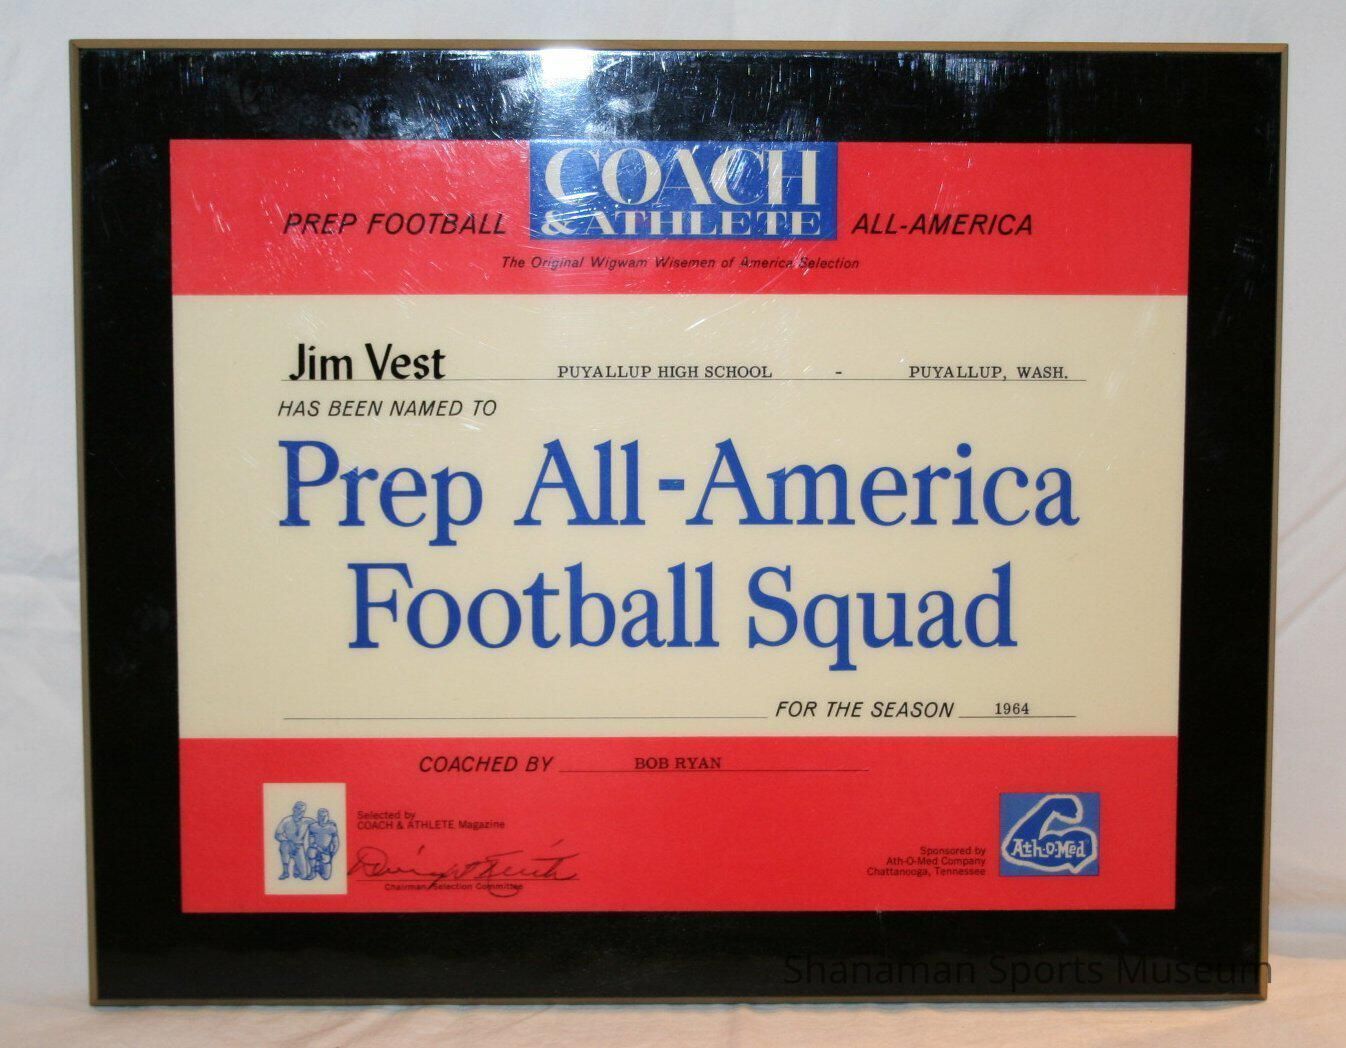 COACH
& ATHLETE
PREP FOOTBALL ALL-AMERICA
The Original Wigwam Wisemen of America Selection
Jim Vest PUYALLUP HIGH SCHOOL - PUYALLUP, WASH.
HAS BEEN NAMED TO
Prep All-America
Football Squad
FOR THE SEASON 1964
COACHED BY BOB RYAN
Selected by
COACH & ATHLETE Magazine
Chairman, Selection Committee
Sponsored by
Ath-O-Med Company
Chattanooga, Tennessee
Ath-O-Med
Shanaman Sports Museum